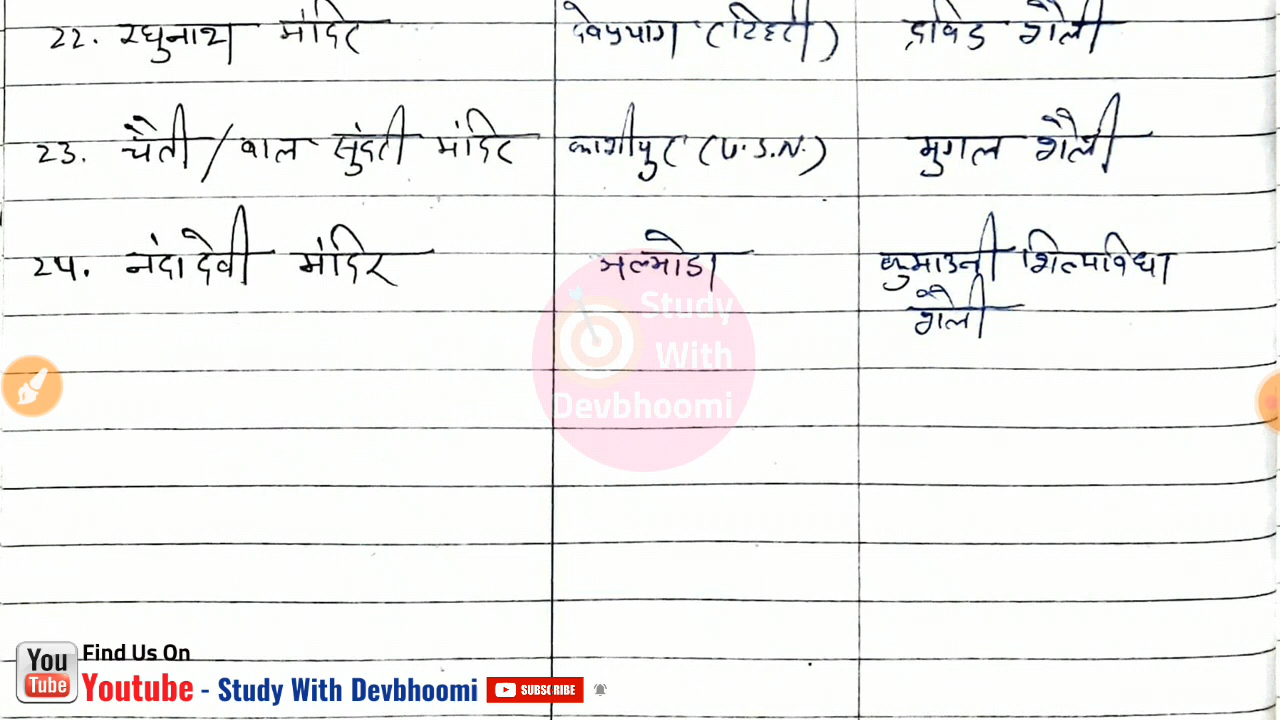 22. रघुनाथ मंदिर देवप्रयाग (टिहरी) द्रविड शैली
23. चैती / बाल सुंदरी मंदिर काशीपुर (U.S.N.) मुगल शैली
24. नंदादेवी मंदिर अल्मोडा कुमाउनी शिल्पविधा
शैली
Study
With
Devbhoomi
You
Tube
Find Us On
Youtube - Study With Devbhoomi SUBSCRIBE